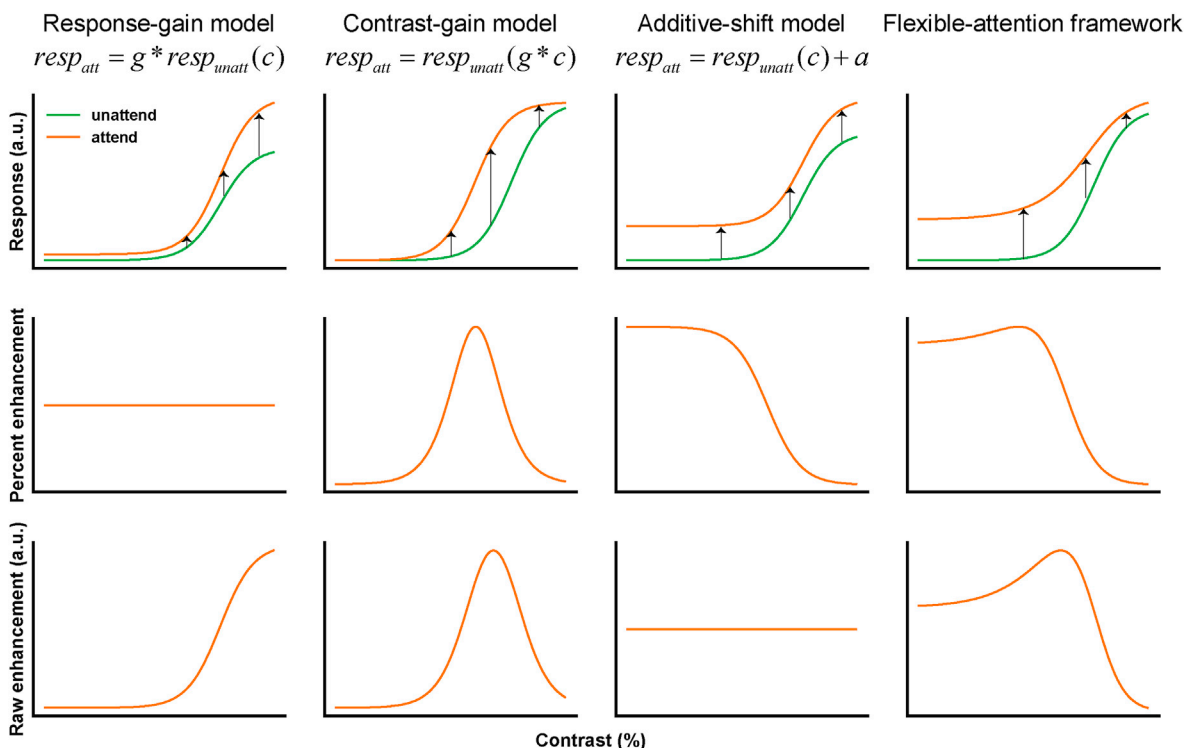 Response-gain model
resp_att = g * resp_unatt(c)
Contrast-gain model
resp_att = resp_unatt(g * c)
Additive-shift model
resp_att = resp_unatt(c) + a
Flexible-attention framework
Response (a.u.)
unattend
attend
Percent enhancement
Raw enhancement (a.u.)
Contrast (%)